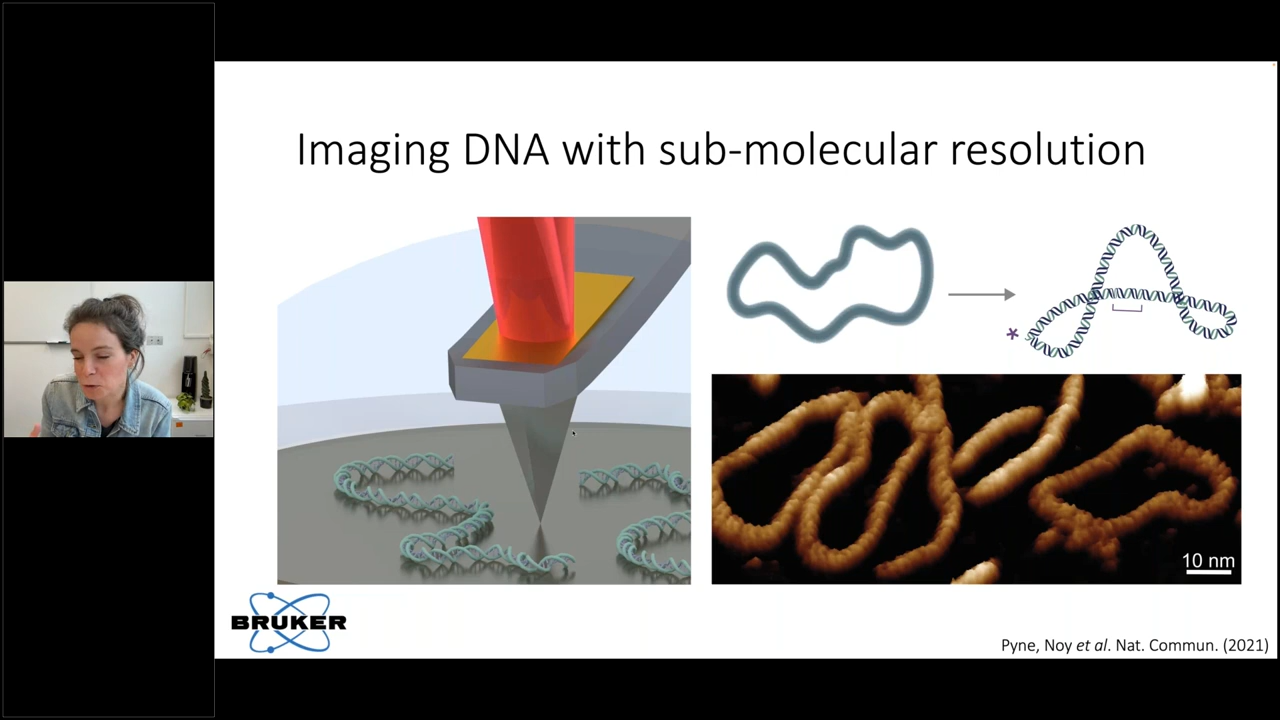 Imaging DNA with sub-molecular resolution
*
10 nm
BRUKER
Pyne, Noy et al. Nat. Commun. (2021)